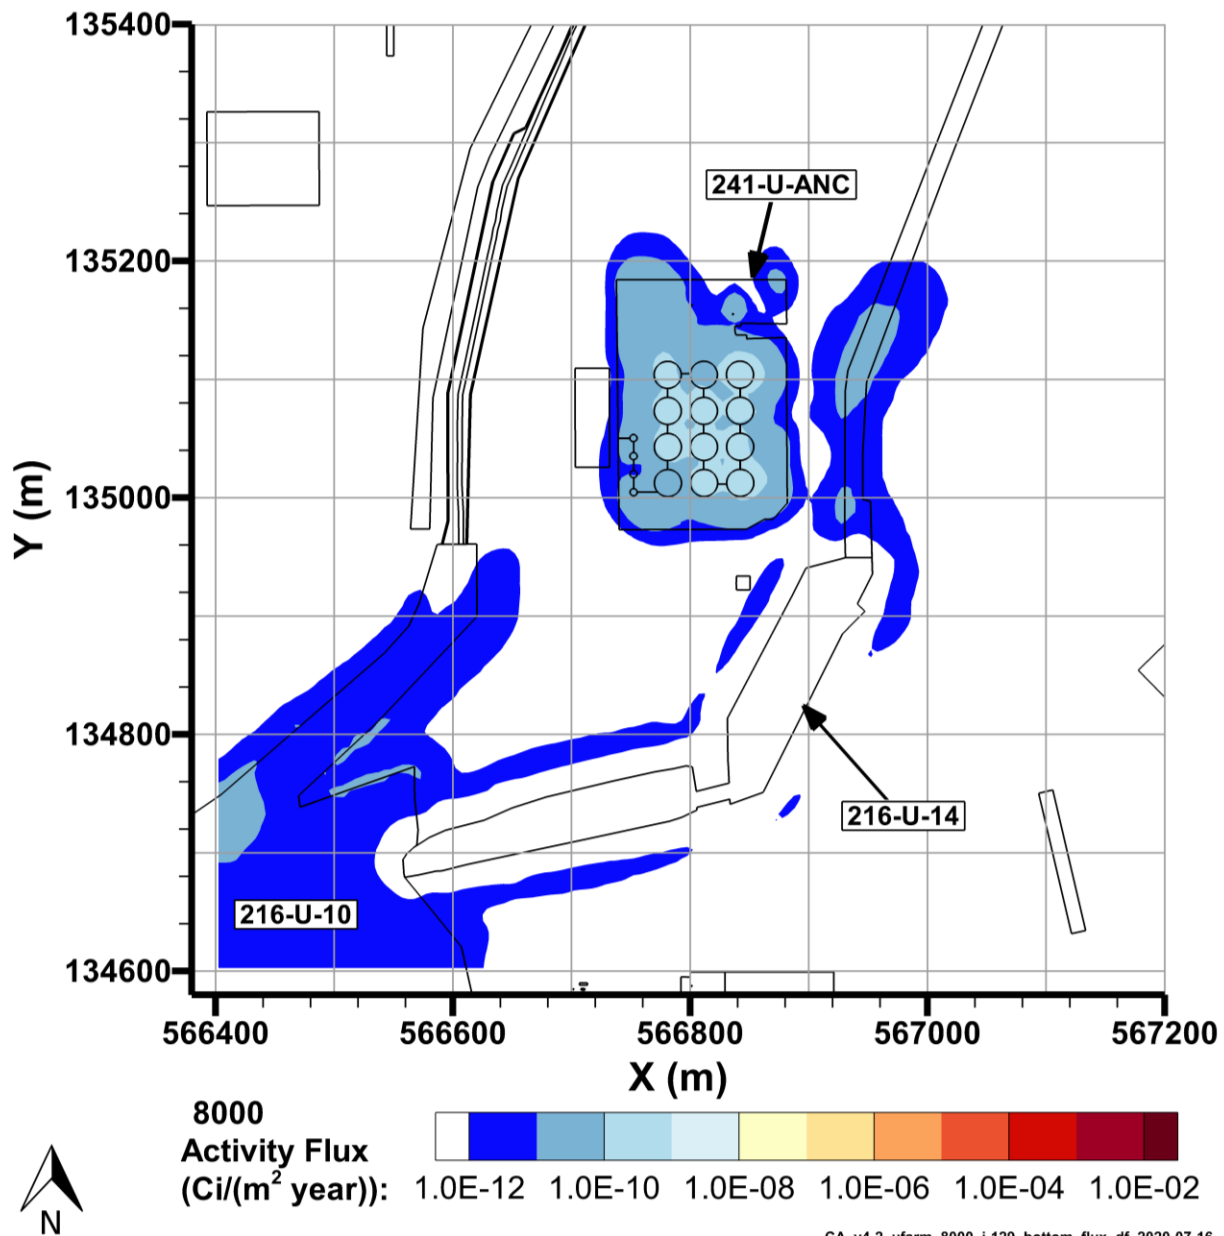 135400
241-U-ANC
135200
135000
Y (m)
134800
216-U-14
216-U-10
134600
566400 566600 566800 567000 567200
X (m)
8000
Activity Flux
(Ci/(m² year)):
1.0E-12 1.0E-10 1.0E-08 1.0E-06 1.0E-04 1.0E-02
N